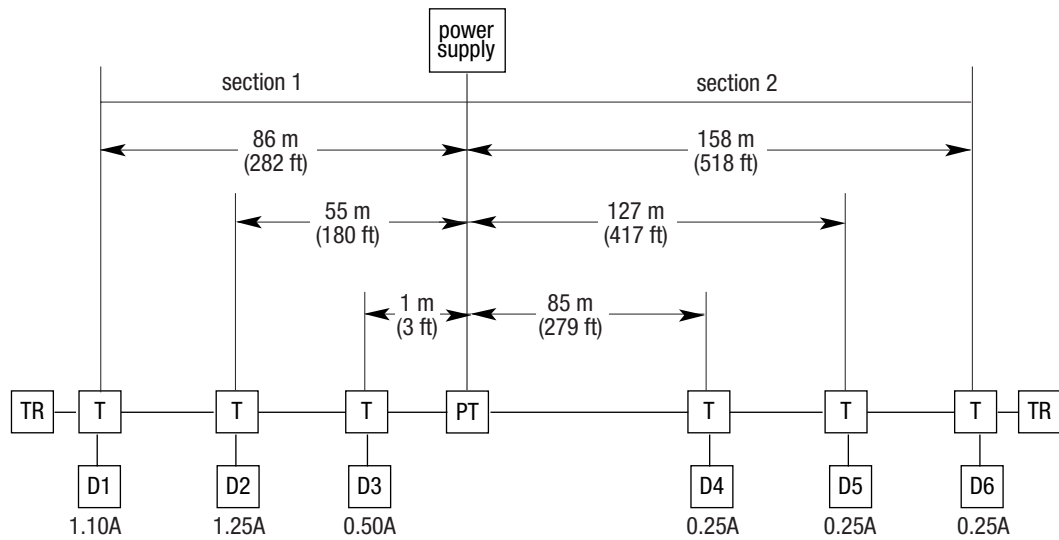 power
supply
section 1
section 2
86 m
(282 ft)
158 m
(518 ft)
55 m
(180 ft)
127 m
(417 ft)
1 m
(3 ft)
85 m
(279 ft)
TR T T T PT T T T TR
D1 D2 D3 D4 D5 D6
1.10A 1.25A 0.50A 0.25A 0.25A 0.25A